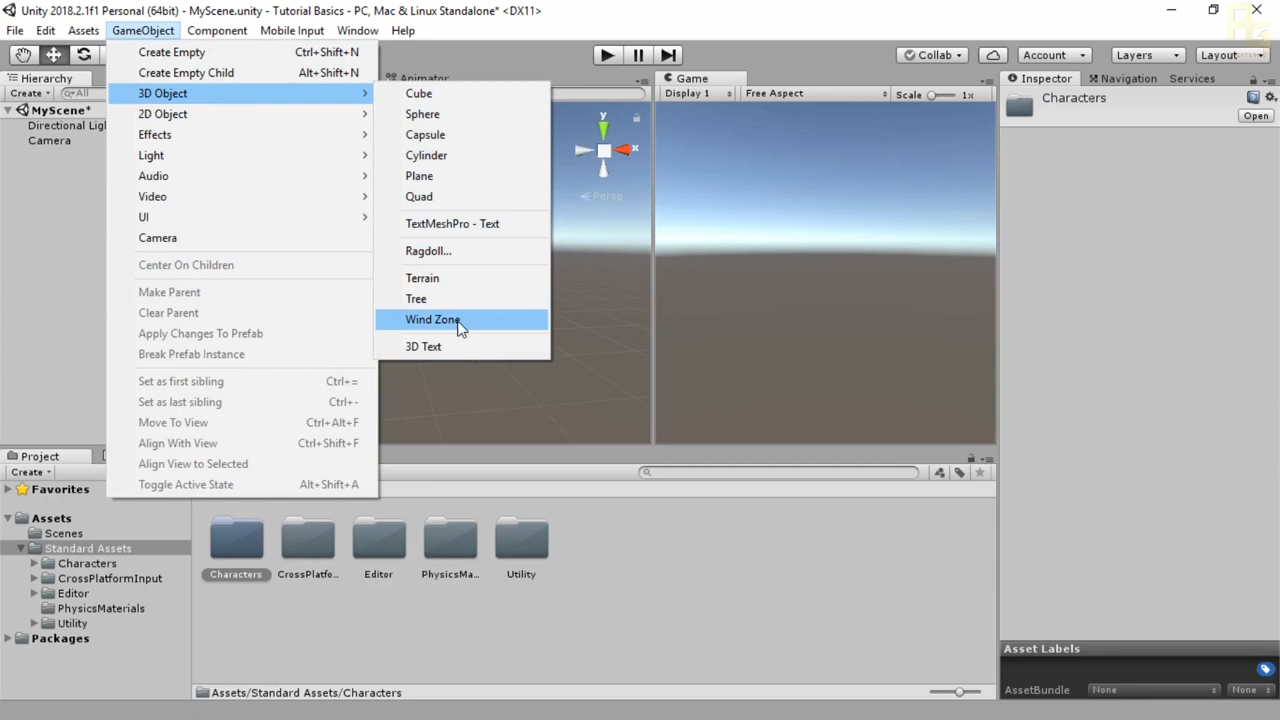 Unity 2018.2.1f1 Personal (64bit) - MyScene.unity - Tutorial Basics - PC, Mac & Linux Standalone* <DX11>
File Edit Assets GameObject Component Mobile Input Window Help
Collab Account Layers Layout
Hierarchy
Create All
MyScene*
Directional Ligh
Camera
Create Empty Ctrl+Shift+N
Create Empty Child Alt+Shift+N
3D Object
2D Object
Effects
Light
Audio
Video
UI
Camera
Center On Children
Make Parent
Clear Parent
Apply Changes To Prefab
Break Prefab Instance
Set as first sibling Ctrl+=
Set as last sibling Ctrl+-
Move To View Ctrl+Alt+F
Align With View Ctrl+Shift+F
Align View to Selected
Toggle Active State Alt+Shift+A
Animator
Cube
Sphere
Capsule
Cylinder
Plane
Quad
TextMeshPro - Text
Ragdoll...
Terrain
Tree
Wind Zone
3D Text
y
x
Persp
Game
Display 1 Free Aspect Scale 1x
Inspector Navigation Services
Characters
Open
Project
Create
Favorites
Assets
Scenes
Standard Assets
Characters
CrossPlatformInput
Editor
PhysicsMaterials
Utility
Packages
Characters CrossPlatfo... Editor PhysicsMa... Utility
Assets/Standard Assets/Characters
Asset Labels
AssetBundle None None